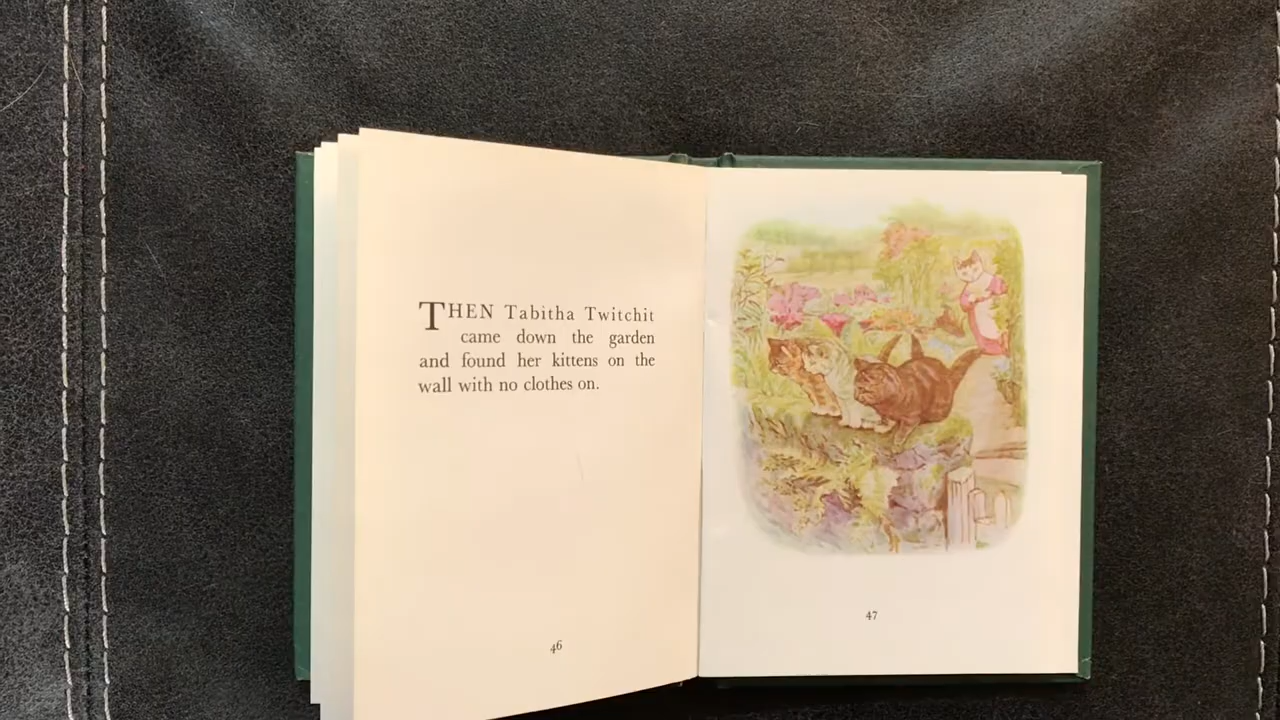 THEN Tabitha Twitchit
came down the garden
and found her kittens on the
wall with no clothes on.
46
47